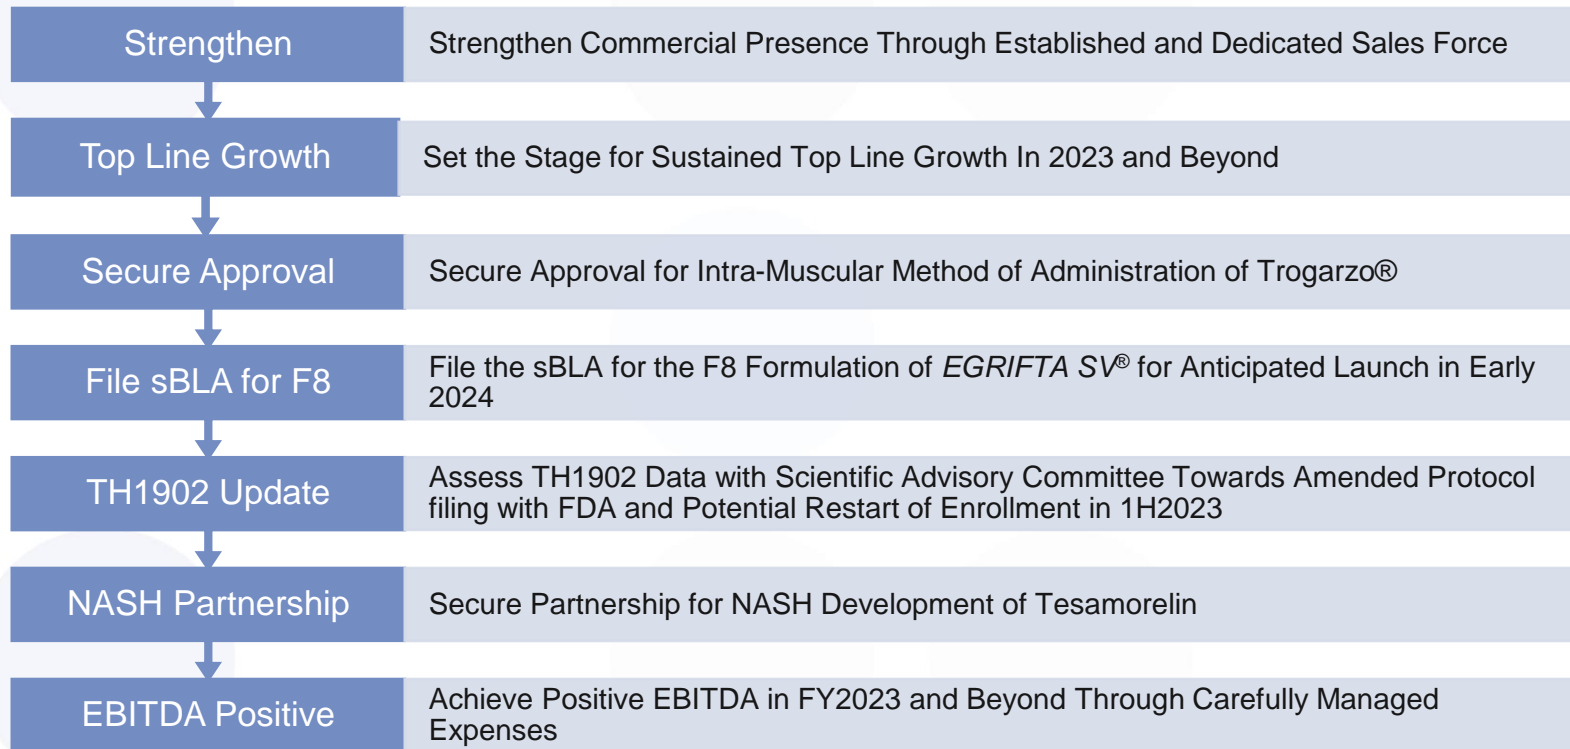 Strengthen
Strengthen Commercial Presence Through Established and Dedicated Sales Force
Top Line Growth
Set the Stage for Sustained Top Line Growth In 2023 and Beyond
Secure Approval
Secure Approval for Intra-Muscular Method of Administration of Trogarzo®
File sBLA for F8
File the sBLA for the F8 Formulation of EGRIFTA SV® for Anticipated Launch in Early
2024
TH1902 Update
Assess TH1902 Data with Scientific Advisory Committee Towards Amended Protocol
filing with FDA and Potential Restart of Enrollment in 1H2023
NASH Partnership
Secure Partnership for NASH Development of Tesamorelin
EBITDA Positive
Achieve Positive EBITDA in FY2023 and Beyond Through Carefully Managed
Expenses